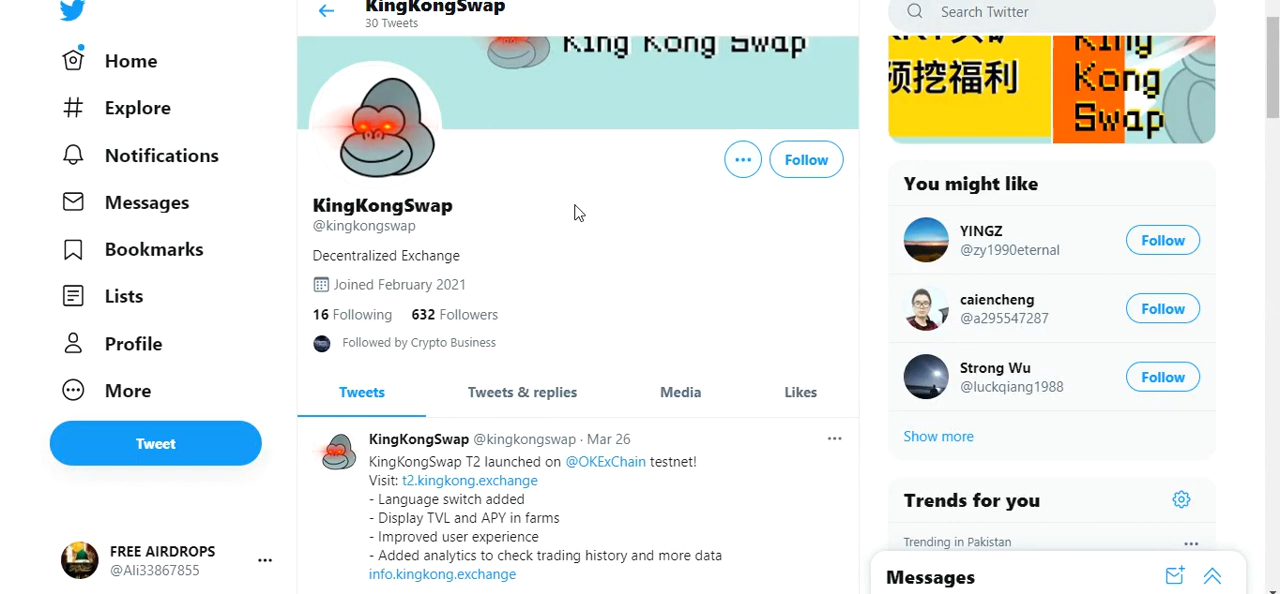 Home
Explore
Notifications
Messages
Bookmarks
Lists
Profile
More
Tweet
FREE AIRDROPS
@Ali33867855
KingKongSwap
30 Tweets
King Kong Swap
Follow
KingKongSwap
@kingkongswap
Decentralized Exchange
Joined February 2021
16 Following 632 Followers
Followed by Crypto Business
Tweets Tweets & replies Media Likes
KingKongSwap @kingkongswap · Mar 26
KingKongSwap T2 launched on @OKExChain testnet!
Visit: t2.kingkong.exchange
- Language switch added
- Display TVL and APY in farms
- Improved user experience
- Added analytics to check trading history and more data
info.kingkong.exchange
Search Twitter
预挖福利
King
Kong
Swap
You might like
YINGZ
@zy1990eternal
Follow
caiencheng
@a295547287
Follow
Strong Wu
@luckqiang1988
Follow
Show more
Trends for you
Trending in Pakistan
Messages